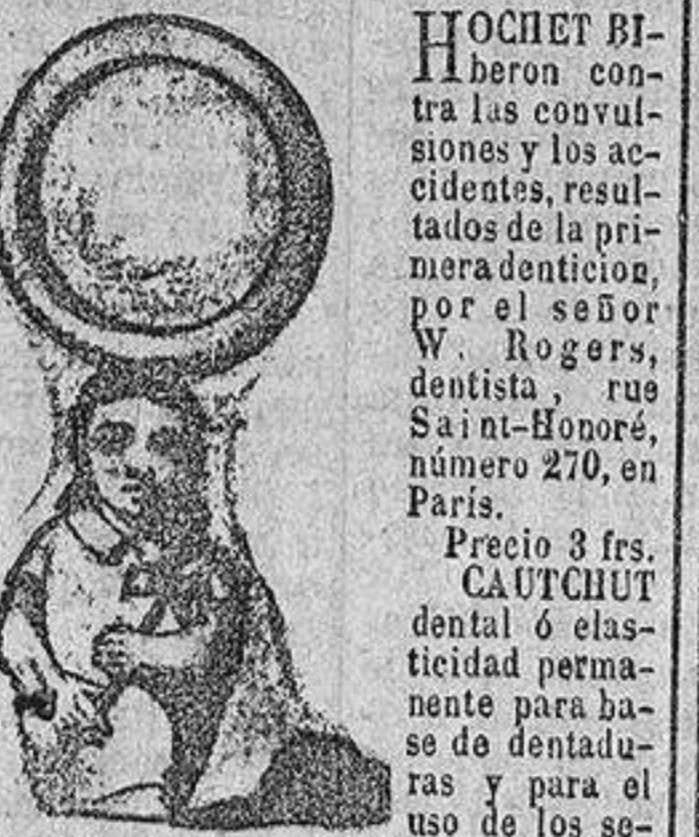 HOCHET BI-
beron con-
tra las convul-
siones y los ac-
cidentes, resul-
tados de la pri-
mera denticion,
por el señor
W. Rogers,
dentista, rue
Saint-Honoré,
número 270, en
París.
Precio 3 frs.
CAUTCHUT
dental ó elas-
ticidad perma-
nente para ba-
se de dentadu-
ras y para el
uso de los se-